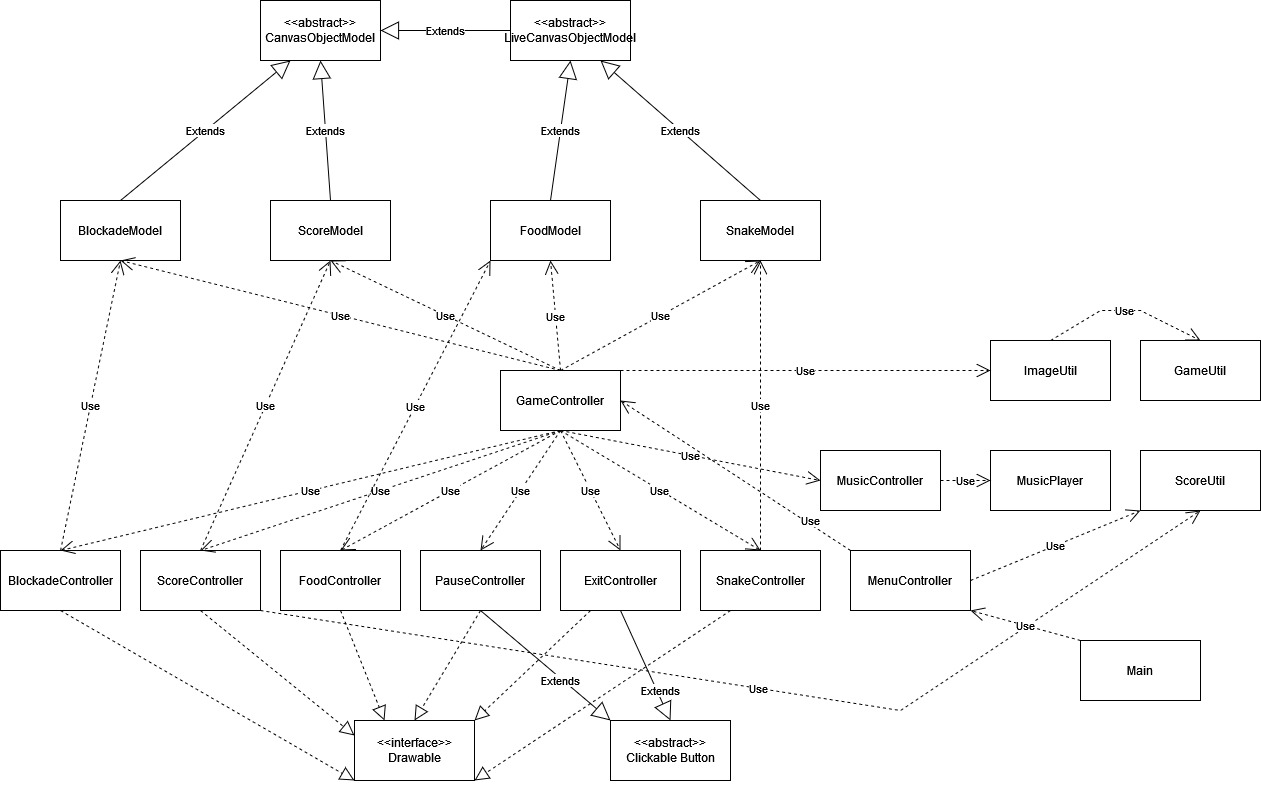 <<abstract>>
CanvasObjectModel
Extends
<<abstract>>
LiveCanvasObjectModel
Extends
Extends
Extends
Extends
BlockadeModel
ScoreModel
FoodModel
SnakeModel
Use
Use
Use
Use
Use
ImageUtil
GameUtil
Use
GameController
Use
Use
Use
Use
Use
MusicController
Use
MusicPlayer
ScoreUtil
Use
Use
Use
Use
Use
Use
Use
Use
BlockadeController
ScoreController
FoodController
PauseController
ExitController
SnakeController
MenuController
Use
Use
Main
Extends
Extends
Use
<<interface>>
Drawable
<<abstract>>
Clickable Button